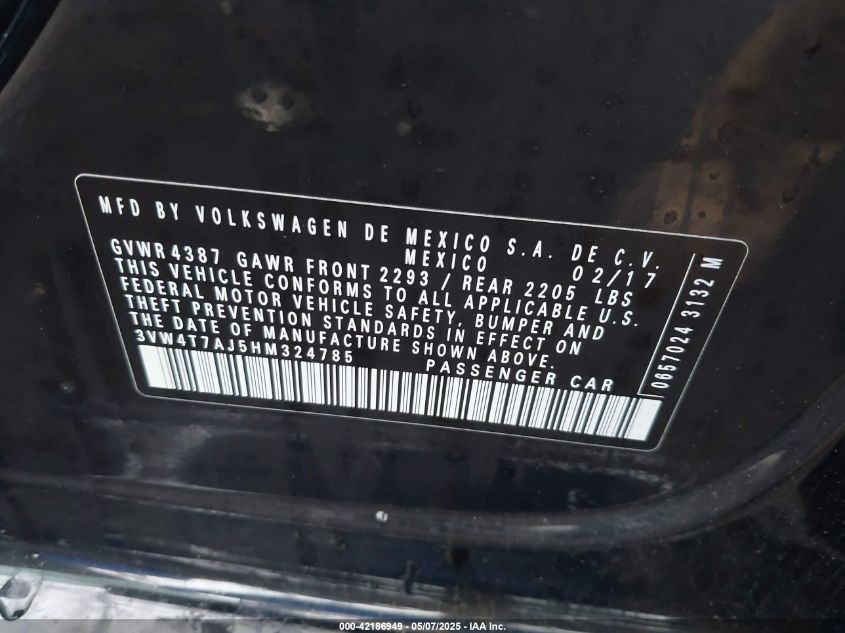 MFD BY VOLKSWAGEN DE MEXICO S.A. DE C.V.
MEXICO 02/17
GVWR 4387 GAWR FRONT 2293 / REAR 2205 LBS
THIS VEHICLE CONFORMS TO ALL APPLICABLE U.S.
FEDERAL MOTOR VEHICLE SAFETY, BUMPER AND
THEFT PREVENTION STANDARDS IN EFFECT ON
THE DATE OF MANUFACTURE SHOWN ABOVE.
3VW4T7AJ5HM324785 PASSENGER CAR
0657024 3132 M
000-42186949 - 05/07/2025 - IAA Inc.